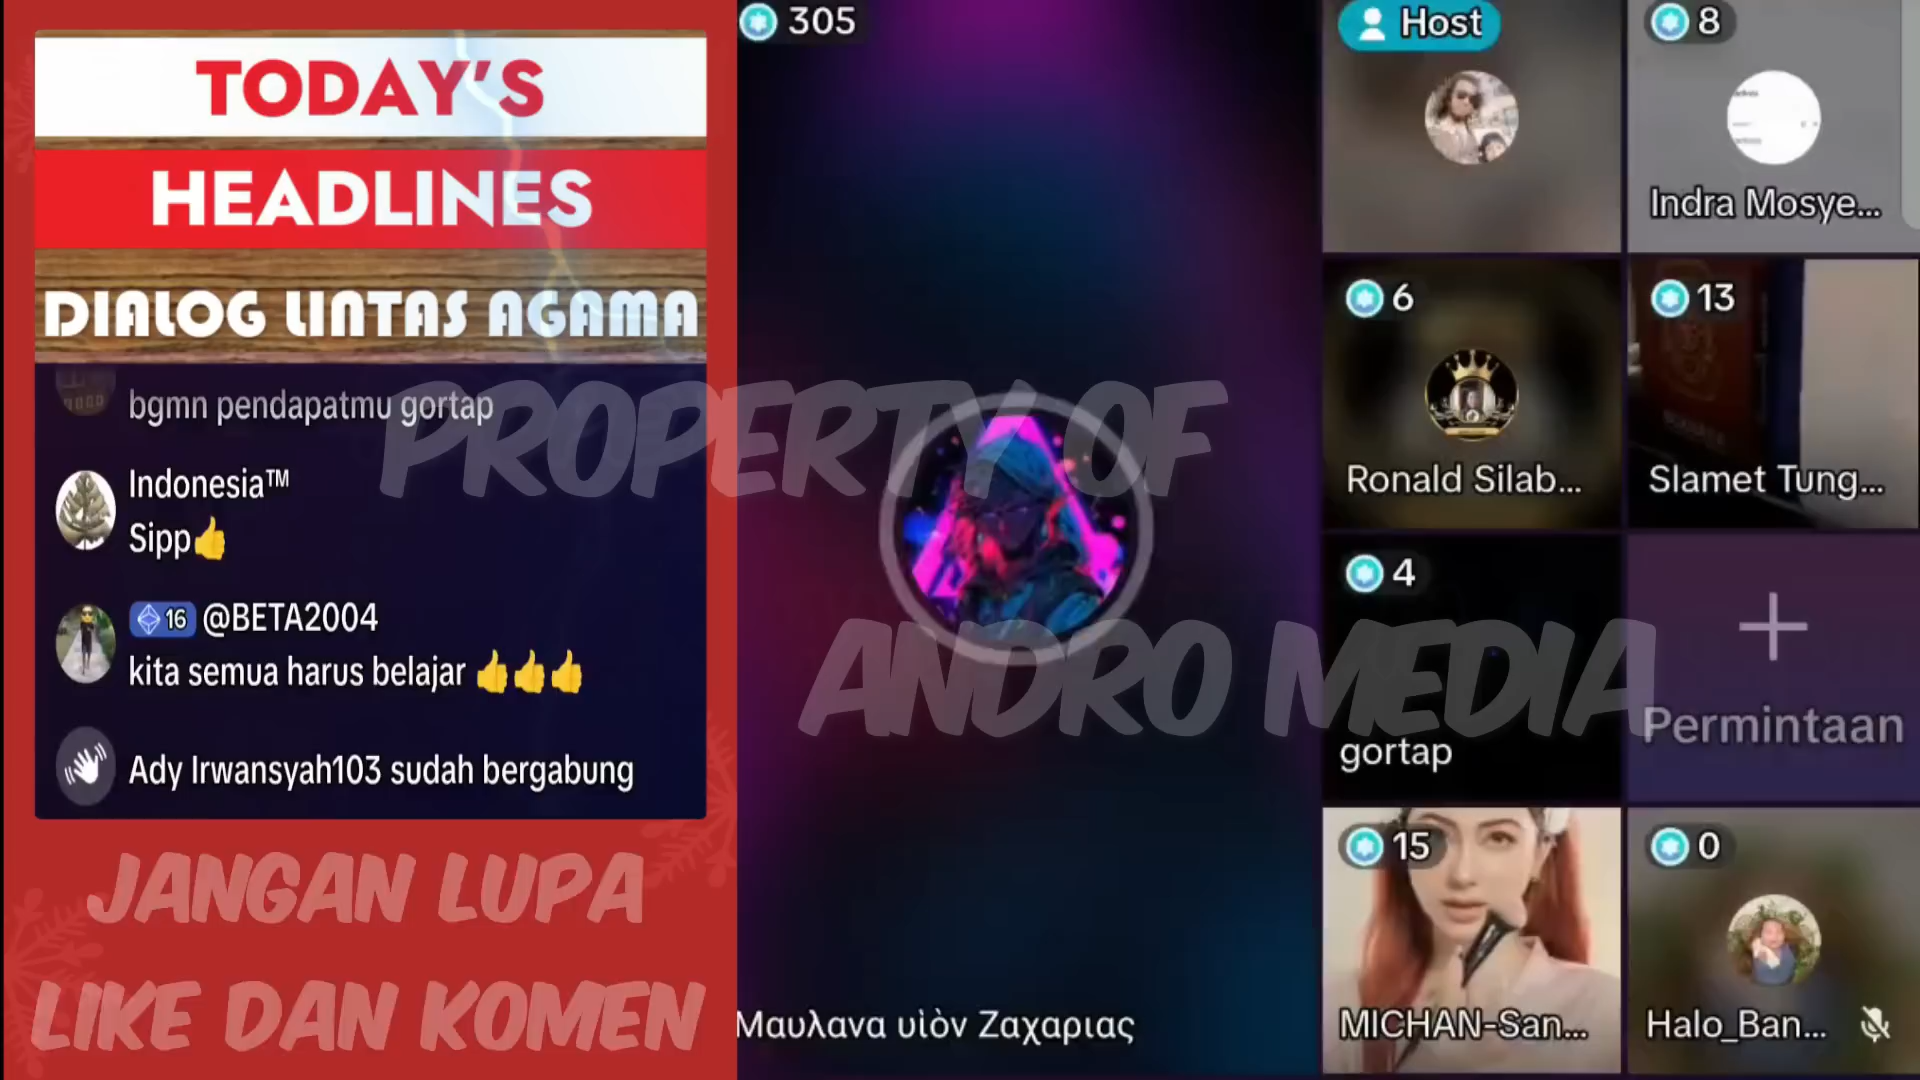 TODAY'S
HEADLINES
DIALOG LINTAS AGAMA
bgmn pendapatmu gortap
Indonesia™
Sipp👍
16 @BETA2004
kita semua harus belajar 👍👍👍
Ady Irwansyah103 sudah bergabung
JANGAN LUPA
LIKE DAN KOMEN
PROPERTY OF
ANDRO MEDIA
305
Μαυλανα υἱὸν Ζαχαριας
Host
8
Indra Mosye...
6
Ronald Silab...
13
Slamet Tung...
4
gortap
Permintaan
15
MICHAN-San...
0
Halo_Ban...